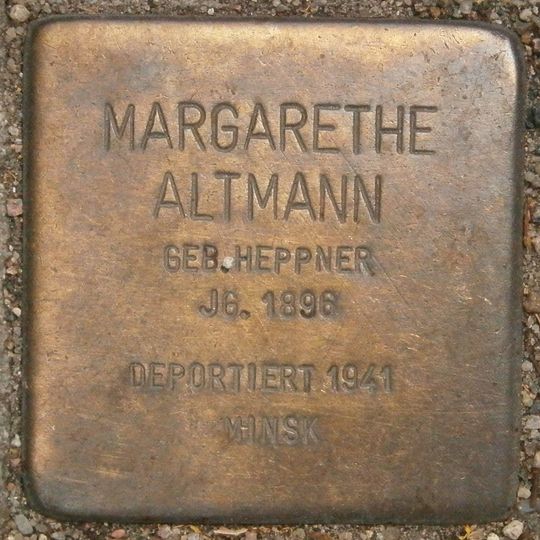 MARGARETHE
ALTMANN
GEB. HEPPNER
JG. 1896
DEPORTIERT 1941
MINSK